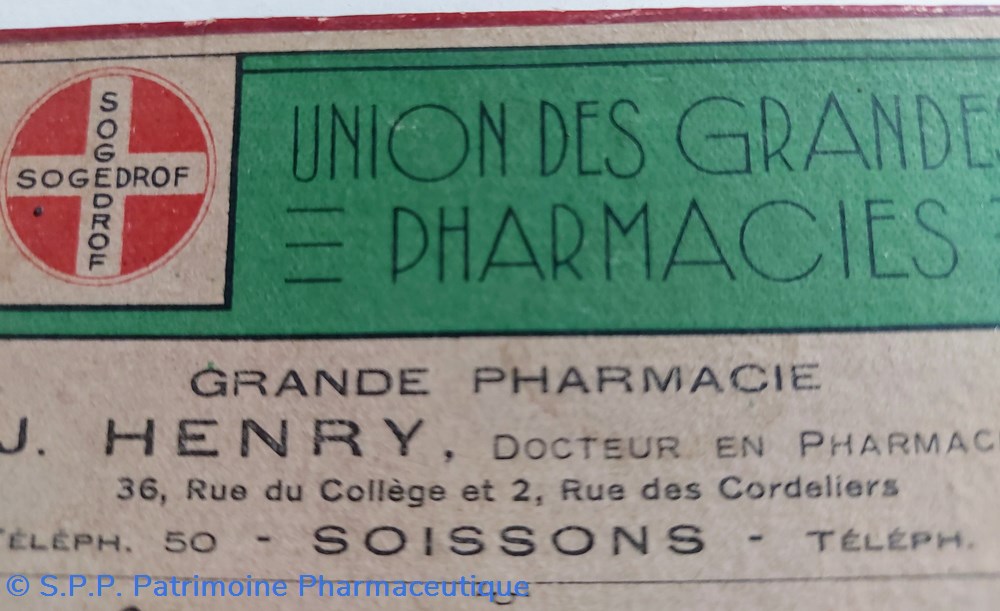 SOGEDROF
SOGEDROF
UNION DES GRANDES
PHARMACIES
GRANDE PHARMACIE
J. HENRY, DOCTEUR EN PHARMAC
36, Rue du Collège et 2, Rue des Cordeliers
TÉLÉPH. 50 - SOISSONS - TÉLÉPH.
© S.P.P. Patrimoine Pharmaceutique